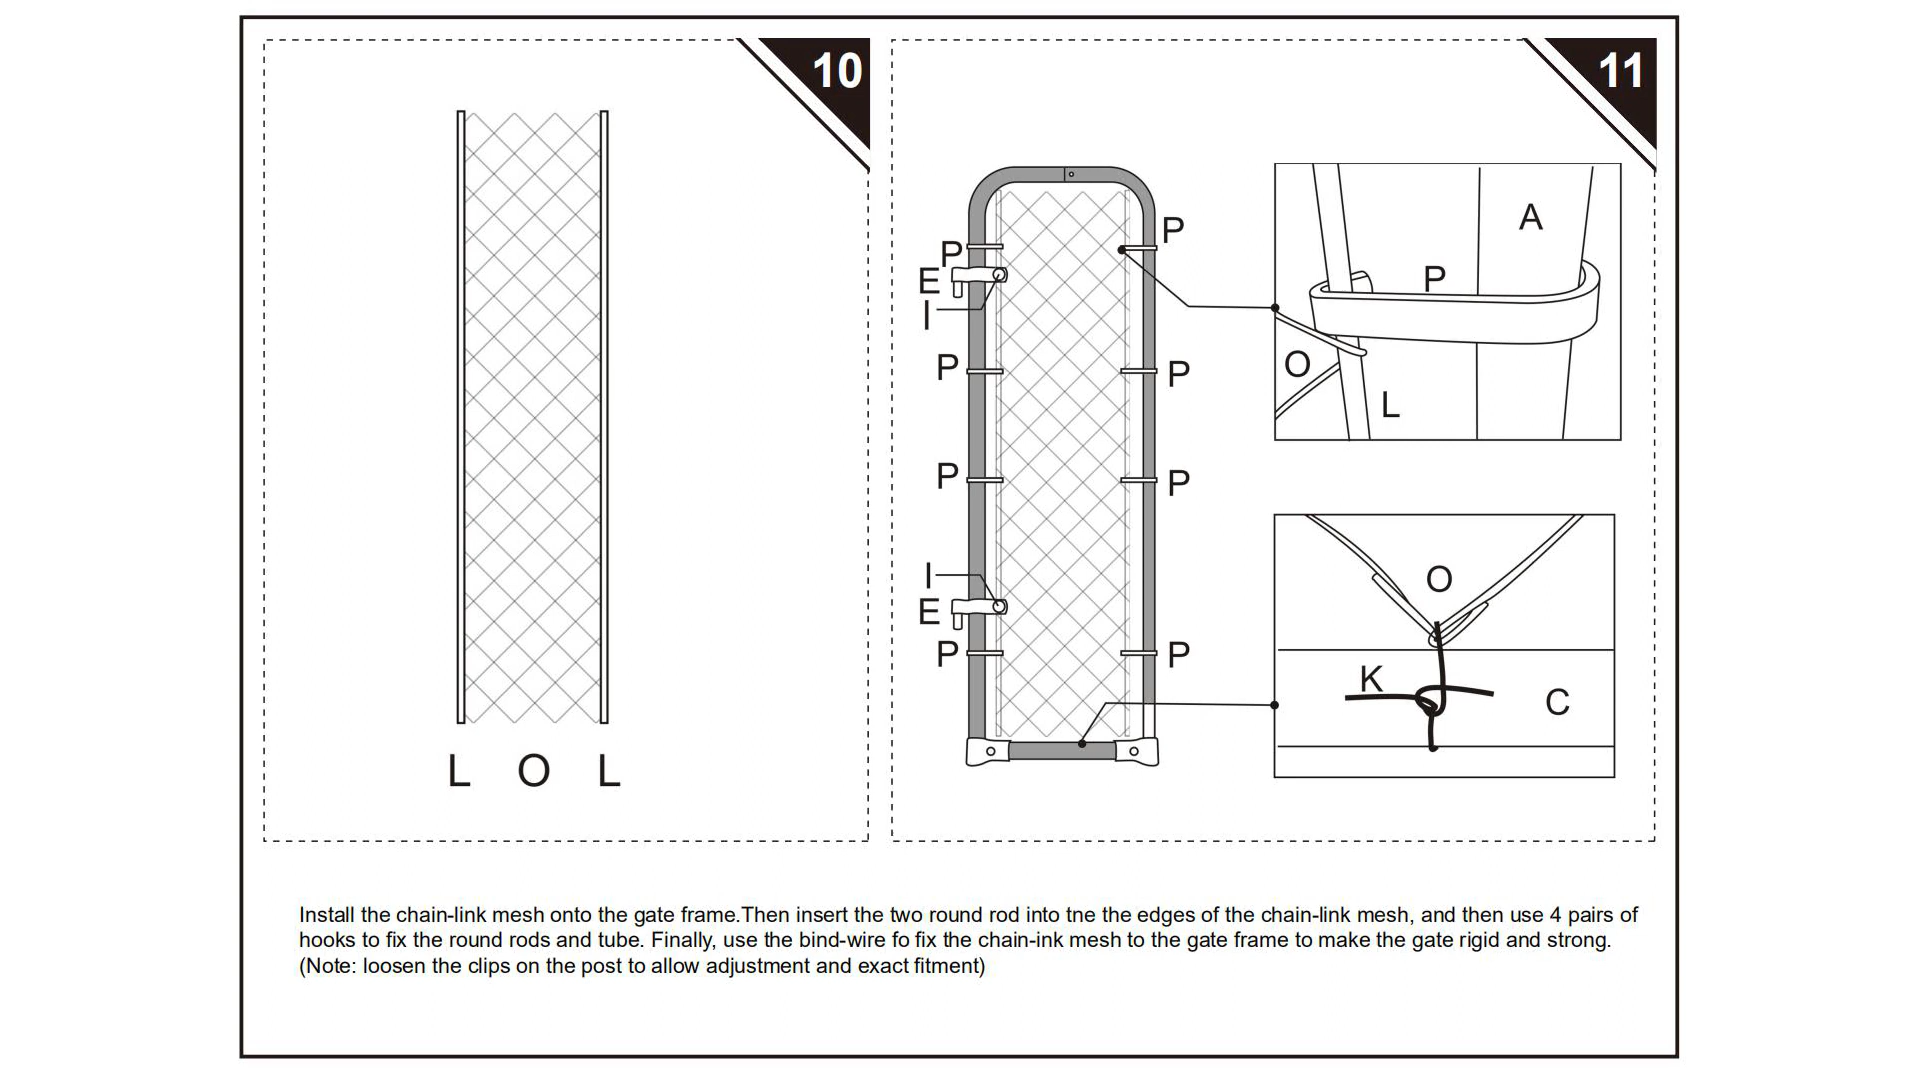 10
11
P
P
E
I
P
P
P
P
I
E
P
P
A
P
O
L
O
K
C
L O L
Install the chain-link mesh onto the gate frame.Then insert the two round rod into tne the edges of the chain-link mesh, and then use 4 pairs of
hooks to fix the round rods and tube. Finally, use the bind-wire fo fix the chain-ink mesh to the gate frame to make the gate rigid and strong.
(Note: loosen the clips on the post to allow adjustment and exact fitment)